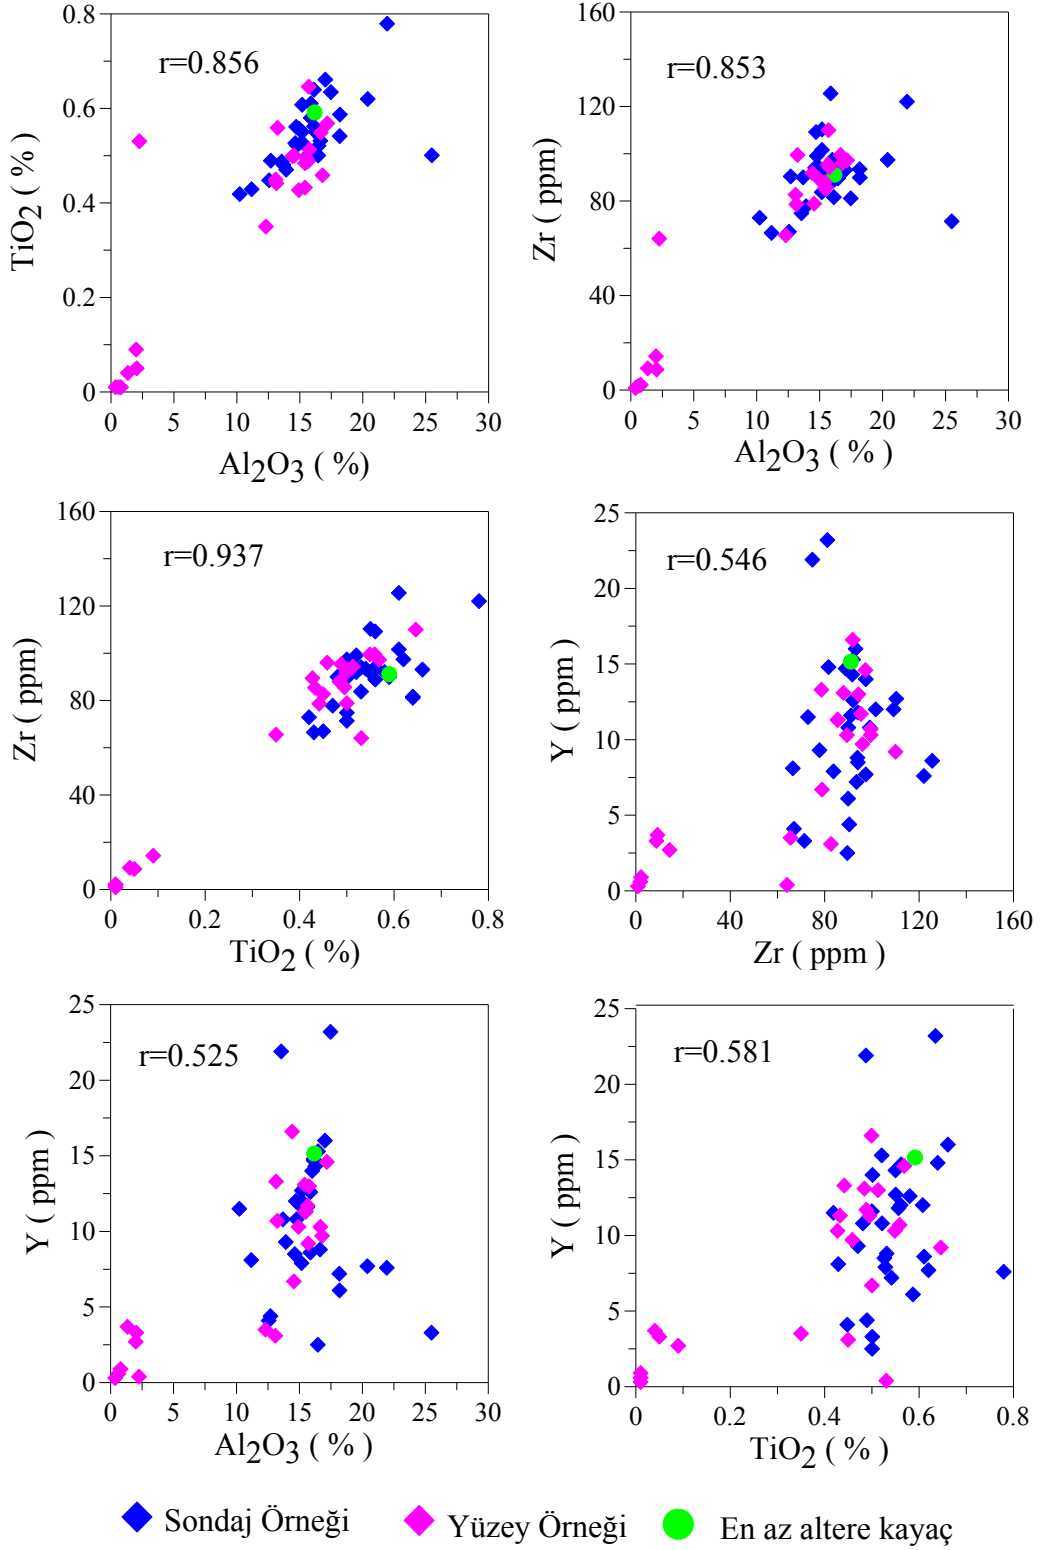 r=0.856
0.8
0.6
0.4
0.2
0
0 5 10 15 20 25 30
TiO2 ( % )
Al2O3 ( %)
r=0.853
160
120
80
40
0
0 5 10 15 20 25 30
Zr ( ppm)
Al2O3 ( % )
r=0.937
160
120
80
40
0
0 0.2 0.4 0.6 0.8
Zr ( ppm)
TiO2 ( %)
r=0.546
25
20
15
10
5
0
0 40 80 120 160
Y ( ppm )
Zr ( ppm )
r=0.525
25
20
15
10
5
0
0 5 10 15 20 25 30
Y ( ppm )
Al2O3 ( % )
r=0.581
25
20
15
10
5
0
0 0.2 0.4 0.6 0.8
Y ( ppm )
TiO2 ( % )
Sondaj Örneği Yüzey Örneği En az altere kayaç